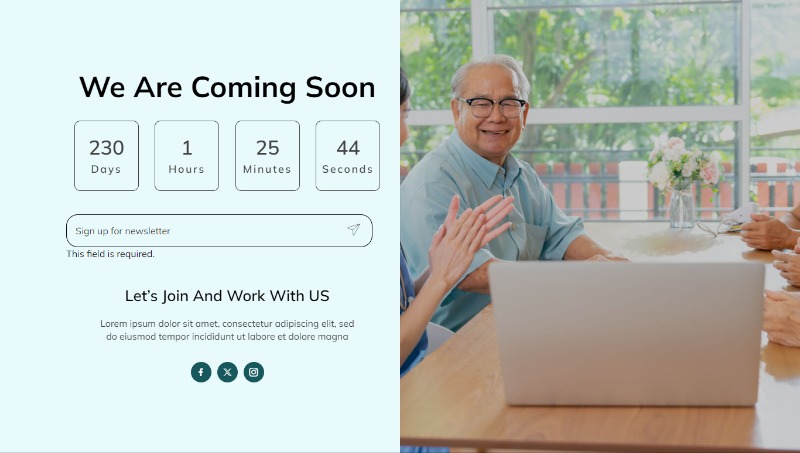 We Are Coming Soon
230 1 25 44
Days Hours Minutes Seconds
Sign up for newsletter
This field is required.
Let's Join And Work With US
Lorem ipsum dolor sit amet, consectetur adipiscing elit, sed
do eiusmod tempor incididunt ut labore et dolore magna